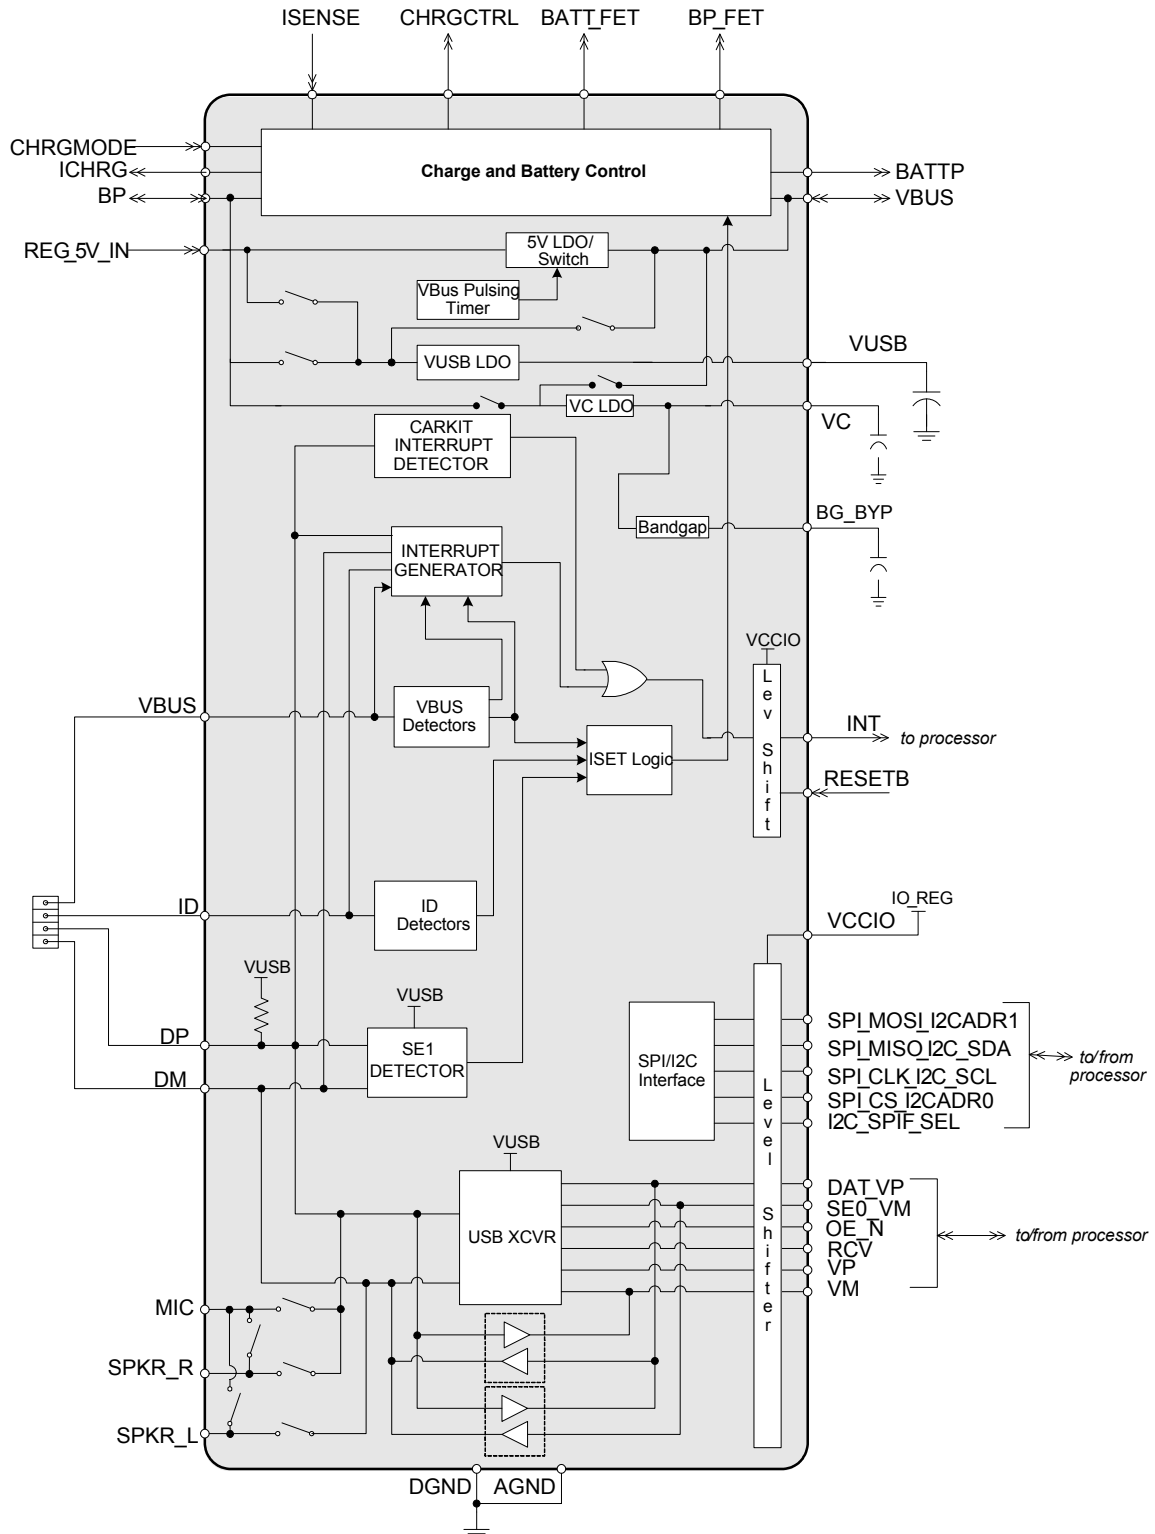 ISENSE CHRGCTRL BATT_FET BP_FET
CHRGMODE
ICHRG
BP
Charge and Battery Control
BATTP
VBUS
REG_5V_IN
5V LDO/
Switch
VBus Pulsing
Timer
VUSB LDO
VUSB
VC LDO
VC
CARKIT
INTERRUPT
DETECTOR
Bandgap
BG_BYP
INTERRUPT
GENERATOR
VCCIO
Lev Shift
VBUS
VBUS
Detectors
ISET Logic
INT
to processor
RESETB
ID
ID
Detectors
IO_REG
VCCIO
VUSB
VUSB
DP
SE1
DETECTOR
DM
SPI/I2C
Interface
Level Shifter
SPI_MOSI_I2CADR1
SPI_MISO_I2C_SDA
SPI_CLK_I2C_SCL
SPI_CS_I2CADR0
I2C_SPIF_SEL
to/from
processor
VUSB
USB XCVR
DAT_VP
SE0_VM
OE_N
RCV
VP
VM
to/from processor
MIC
SPKR_R
SPKR_L
DGND AGND